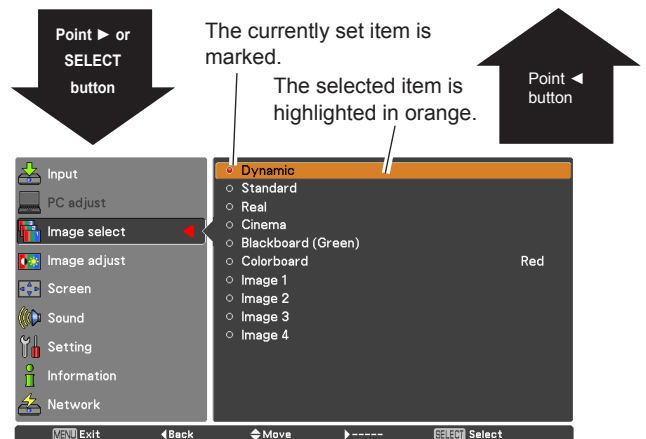 Point ► or
SELECT
button
The currently set item is
marked.
The selected item is
highlighted in orange.
Point ◄
button
Input
PC adjust
Image select
Image adjust
Screen
Sound
Setting
Information
Network
Dynamic
Standard
Real
Cinema
Blackboard (Green)
Colorboard Red
Image 1
Image 2
Image 3
Image 4
MENU Exit ◄Back Move ►----- SELECT Select